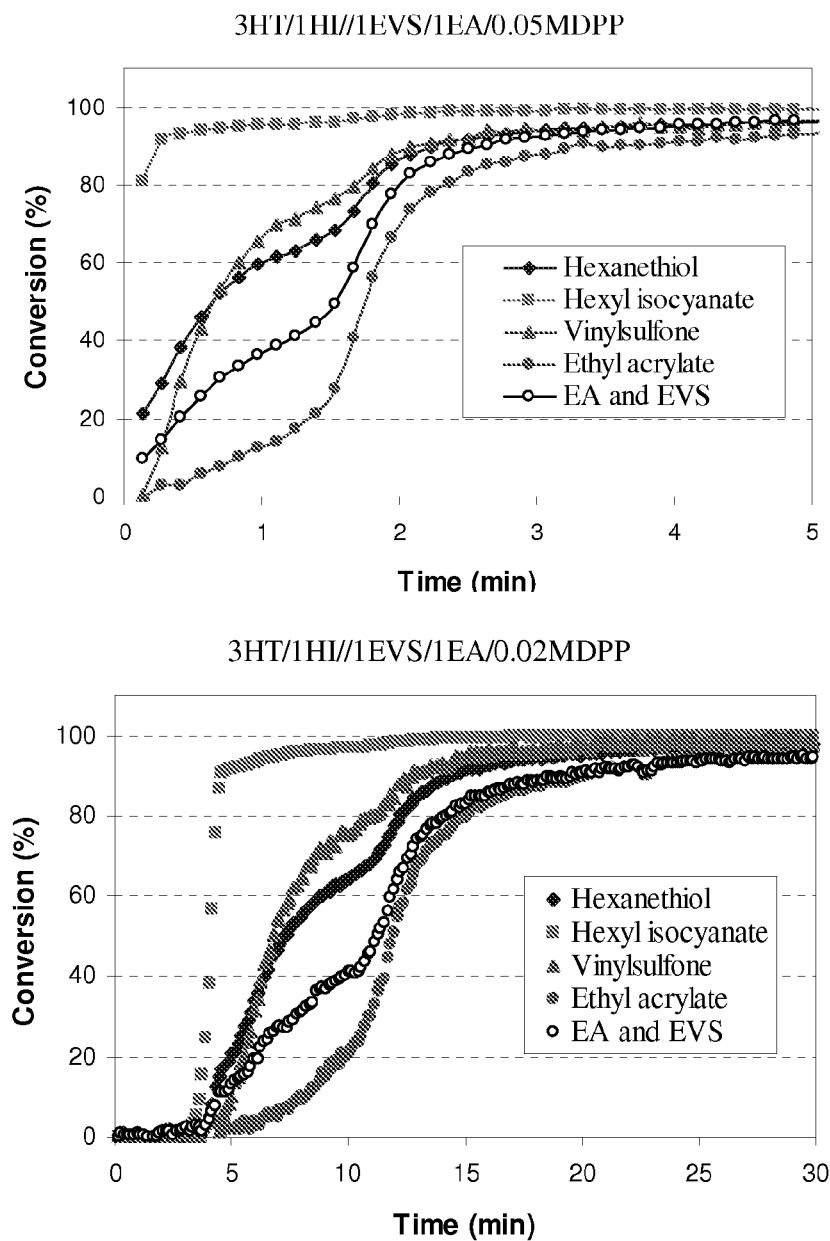 3HT/1HI//1EVS/1EA/0.05MDPP
100
80
60
40
20
0
Conversion (%)
Hexanethiol
Hexyl isocyanate
Vinylsulfone
Ethyl acrylate
EA and EVS
0 1 2 3 4 5
Time (min)
3HT/1HI//1EVS/1EA/0.02MDPP
100
80
60
40
20
0
Conversion (%)
Hexanethiol
Hexyl isocyanate
Vinylsulfone
Ethyl acrylate
EA and EVS
0 5 10 15 20 25 30
Time (min)